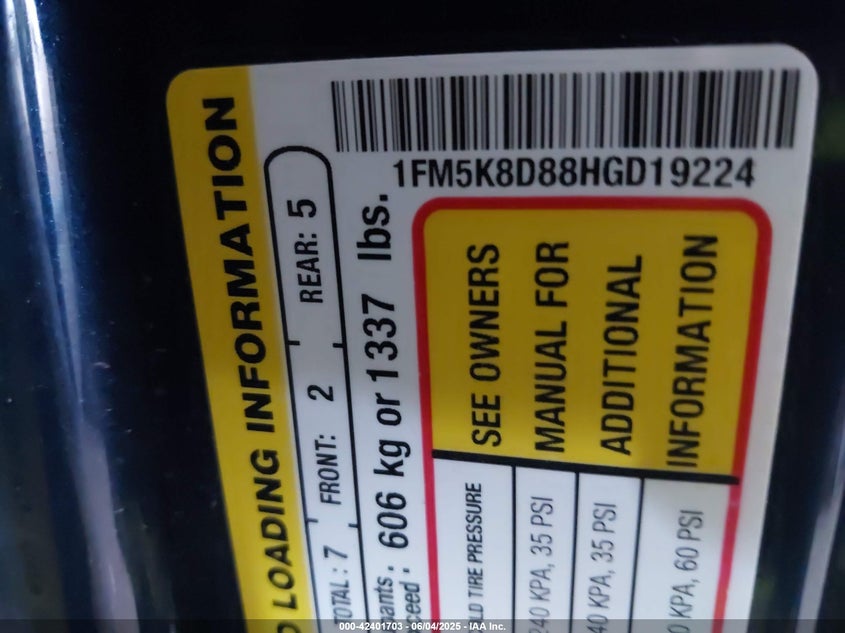 1FM5K8D88HGD19224
LOADING INFORMATION
TOTAL: 7 FRONT: 2 REAR: 5
606 kg or 1337 lbs.
TIRE PRESSURE
240 KPA, 35 PSI
KPA, 35 PSI
KPA, 60 PSI
SEE OWNERS
MANUAL FOR
ADDITIONAL
INFORMATION
000-42401703 - 06/04/2025 - IAA Inc.